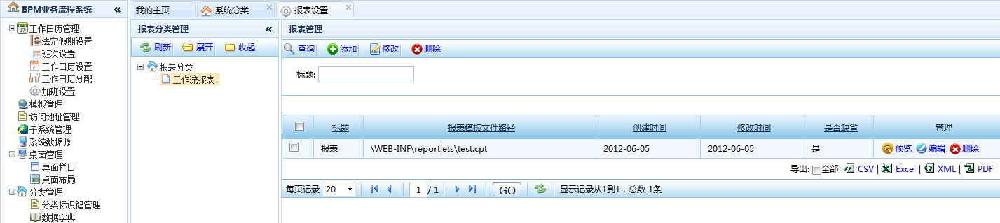 BPM业务流程系统 «
工作日历管理
17
法定假期设置
班次设置
工作日历设置
21
工作日历分配
加班设置
模板管理
访问地址管理
子系统管理
系统数据源
桌面管理
桌面栏目
桌面布局
分类管理
分类标识键管理
数据字典
我的主页 系统分类 报表设置
报表分类管理 «
刷新 展开 收起
报表分类
工作流报表
报表管理
查询 添加 修改 删除
标题:
标题 报表模板文件路径 创建时间 修改时间 是否缺省 管理
报表 \WEB-INF\reportlets\test.cpt 2012-06-05 2012-06-05 是 预览 编辑 删除
导出: 全部 CSV | Excel | XML | PDF
每页记录 20 1 / 1 GO 显示记录从1到1，总数 1条